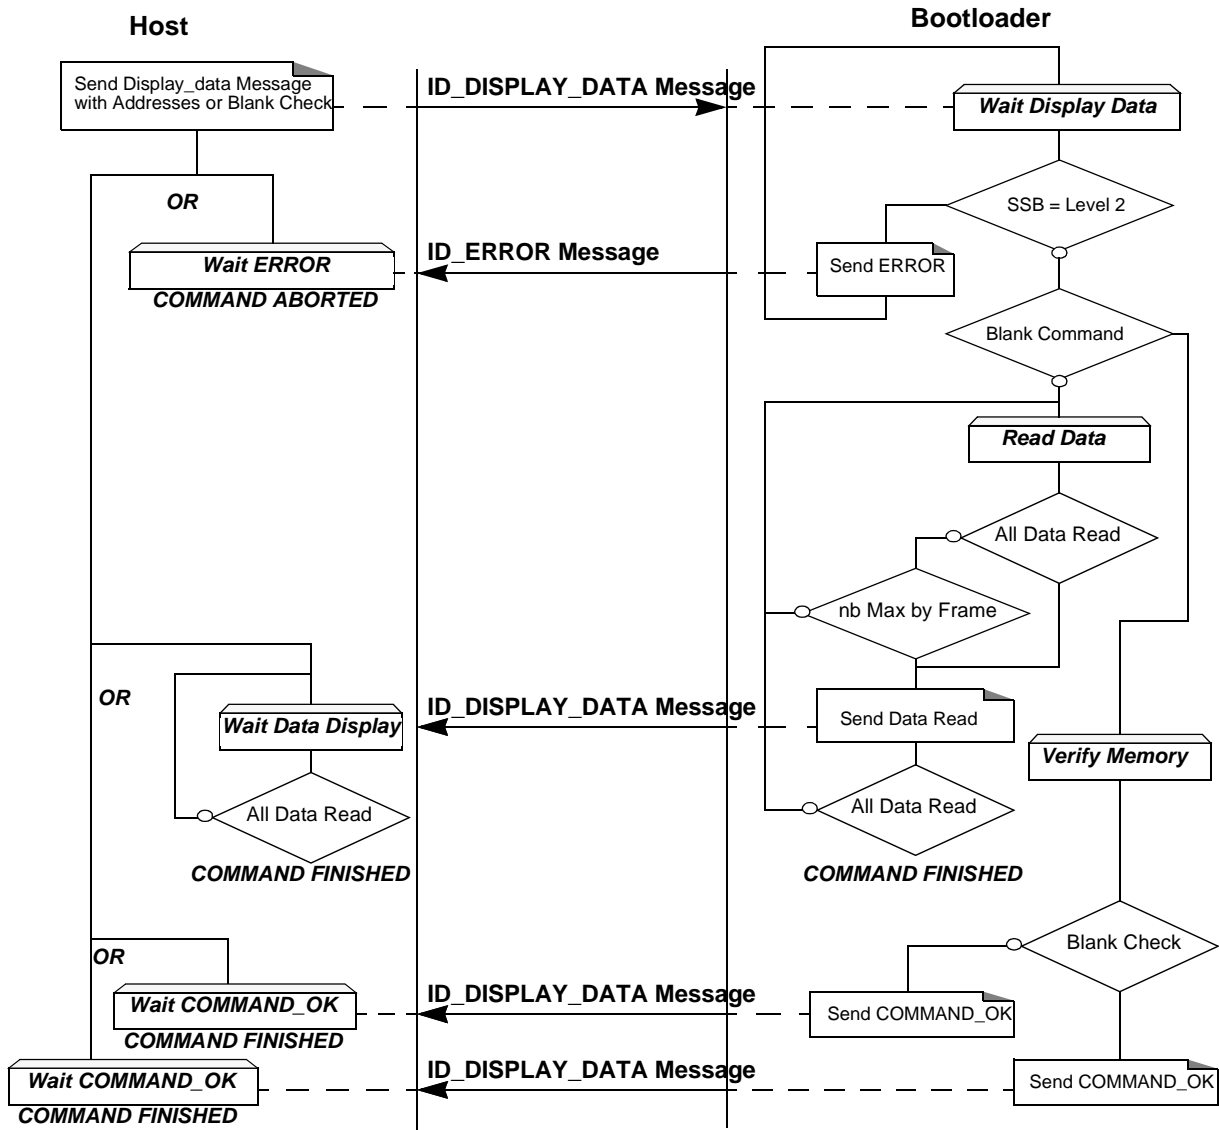 Host
Bootloader
Send Display_data Message
with Addresses or Blank Check
ID_DISPLAY_DATA Message
Wait Display Data
OR
SSB = Level 2
Wait ERROR
COMMAND ABORTED
ID_ERROR Message
Send ERROR
Blank Command
Read Data
All Data Read
nb Max by Frame
OR
Wait Data Display
ID_DISPLAY_DATA Message
Send Data Read
Verify Memory
All Data Read
All Data Read
COMMAND FINISHED
COMMAND FINISHED
Blank Check
OR
Wait COMMAND_OK
ID_DISPLAY_DATA Message
Send COMMAND_OK
COMMAND FINISHED
Wait COMMAND_OK
ID_DISPLAY_DATA Message
Send COMMAND_OK
COMMAND FINISHED